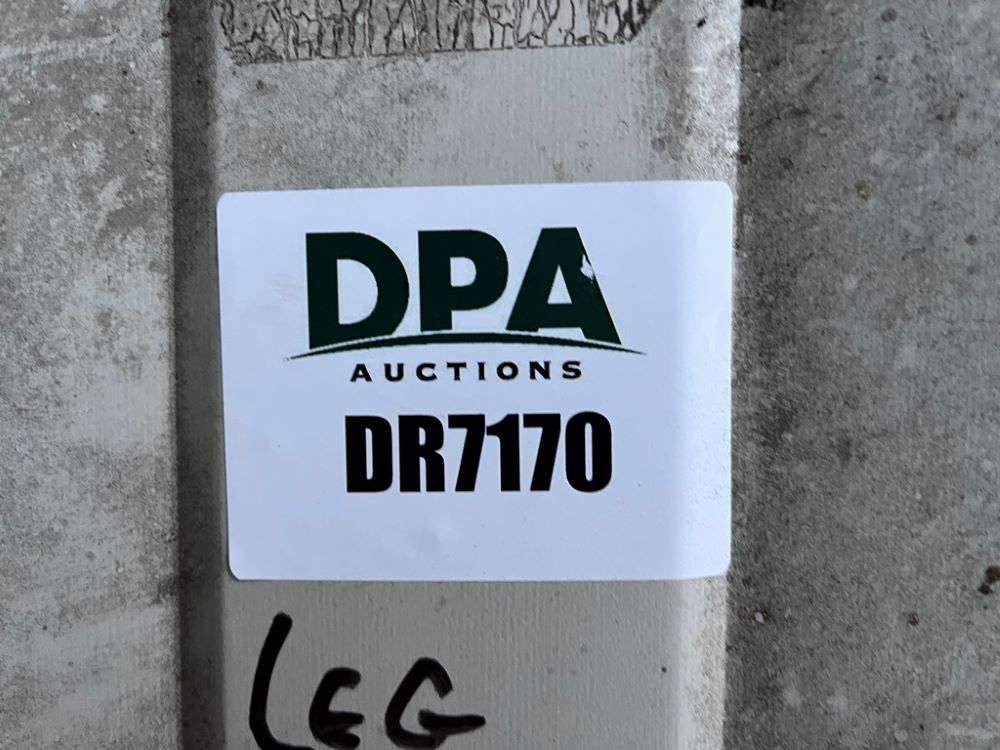 DPA
AUCTIONS
DR7170
LEG